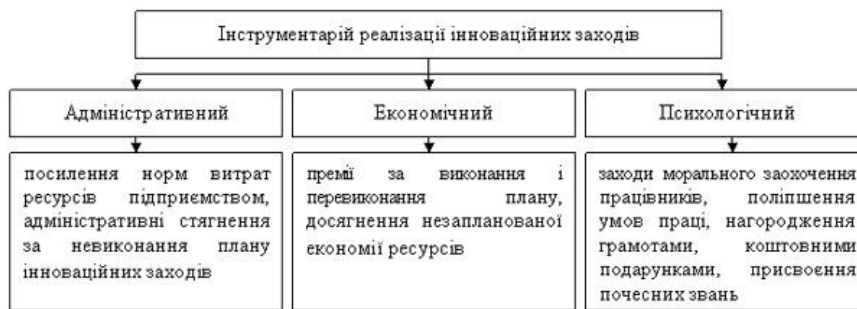 Інструментарій реалізації інноваційних заходів
Адміністративний
посилення норм витрат
ресурсів підприємством,
адміністративні стягнення
за невиконання плану
інноваційних заходів
Економічний
премії за виконання і
перевиконання плану,
досягнення незапланованої
економії ресурсів
Психологічний
заходи морального заохочення
працівників, поліпшення
умов праці, нагородження
грамотами, коштовними
подарунками, присвоєння
почесних звань